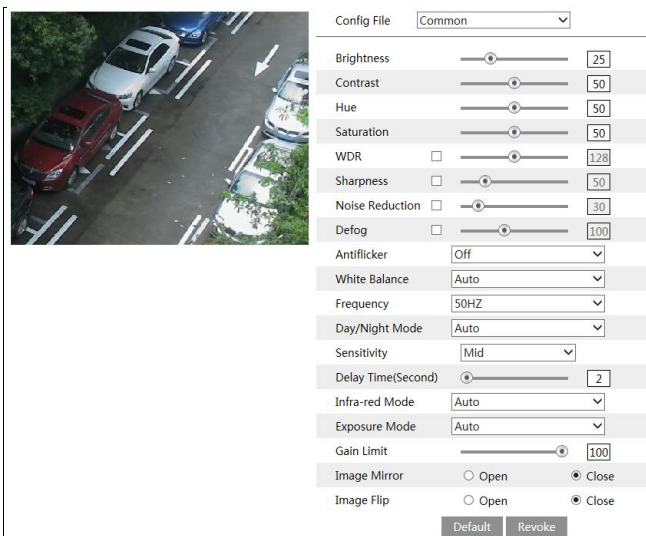 Config File Common
Brightness 25
Contrast 50
Hue 50
Saturation 50
WDR 128
Sharpness 50
Noise Reduction 30
Defog 100
Antiflicker Off
White Balance Auto
Frequency 50HZ
Day/Night Mode Auto
Sensitivity Mid
Delay Time(Second) 2
Infra-red Mode Auto
Exposure Mode Auto
Gain Limit 100
Image Mirror Open Close
Image Flip Open Close
Default Revoke